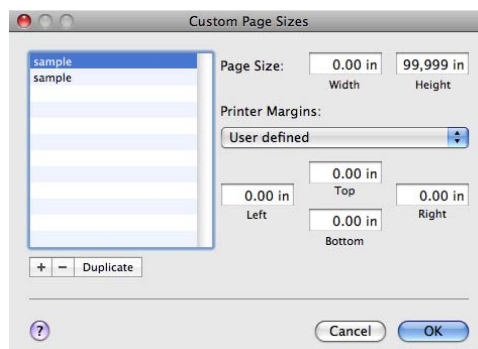 Custom Page Sizes
sample
sample
Page Size:
0.00 in
99,999 in
Width
Height
Printer Margins:
User defined
0.00 in
Top
0.00 in
0.00 in
Left
Right
0.00 in
Bottom
+ − Duplicate
?
Cancel
OK